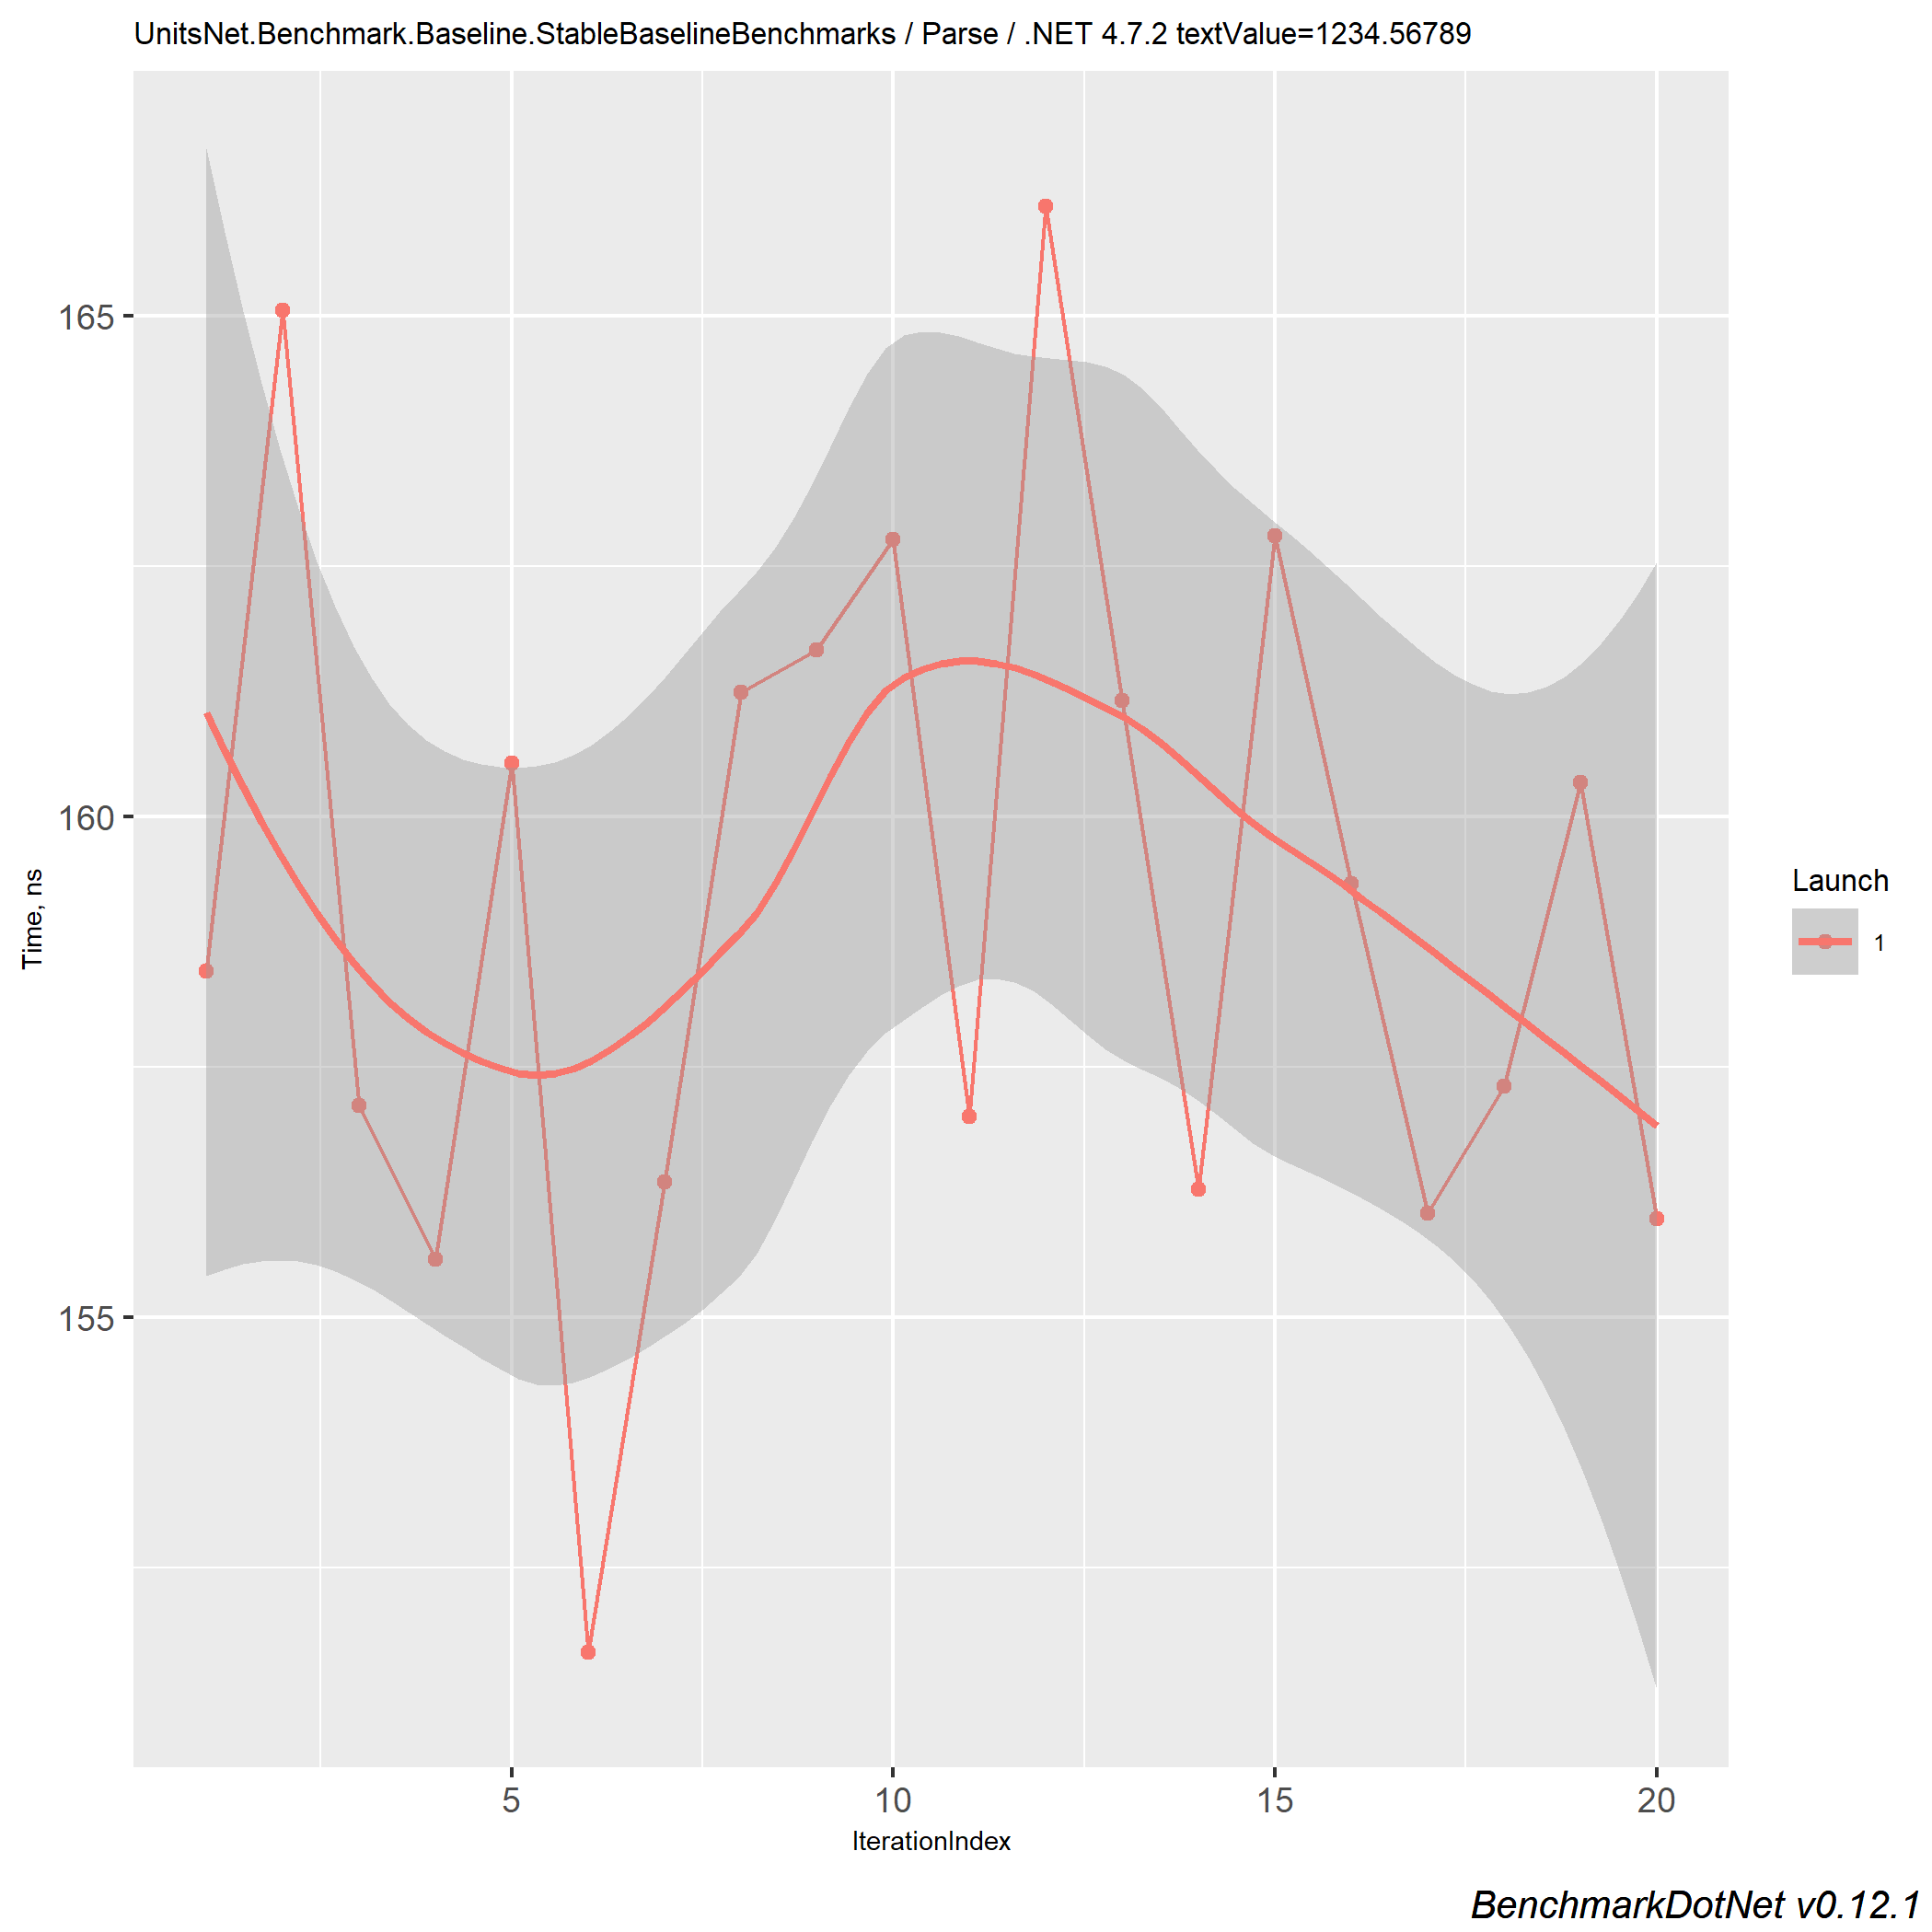 UnitsNet.Benchmark.Baseline.StableBaselineBenchmarks / Parse / .NET 4.7.2 textValue=1234.56789
165
160
155
Time, ns
Launch
1
5 10 15 20
IterationIndex
BenchmarkDotNet v0.12.1